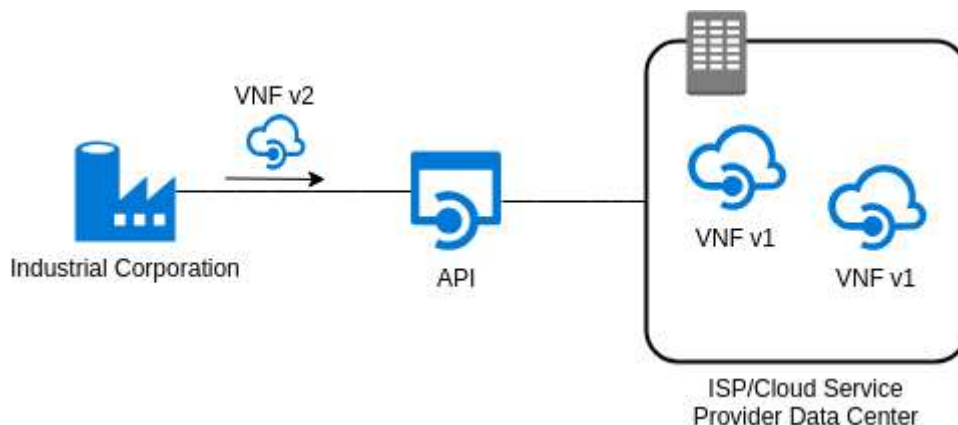 VNF v2
Industrial Corporation
API
VNF v1
VNF v1
ISP/Cloud Service
Provider Data Center